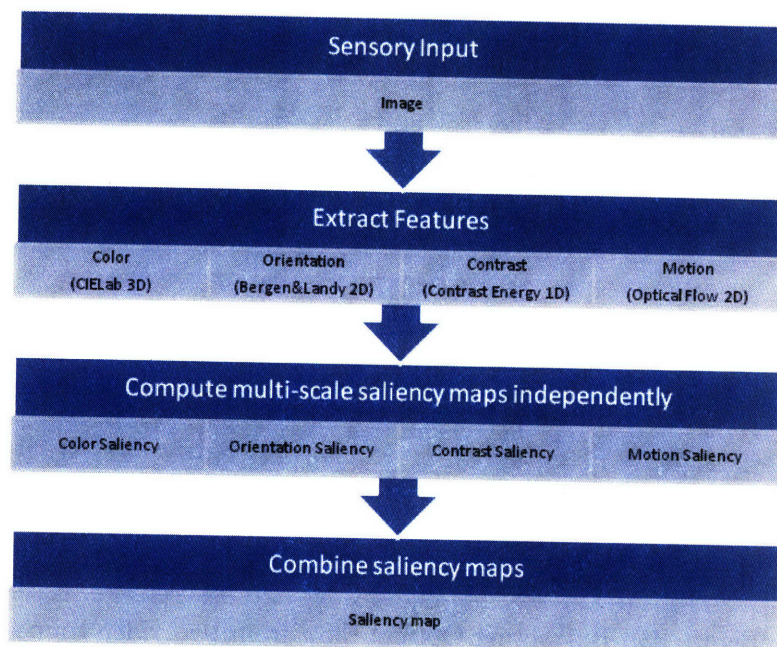 Sensory Input
Image
Extract Features
Color Orientation Contrast Motion
(CIELab 3D) (Bergen&Landy 2D) (Contrast Energy 1D) (Optical Flow 2D)
Compute multi-scale saliency maps independently
Color Saliency Orientation Saliency Contrast Saliency Motion Saliency
Combine saliency maps
Saliency map